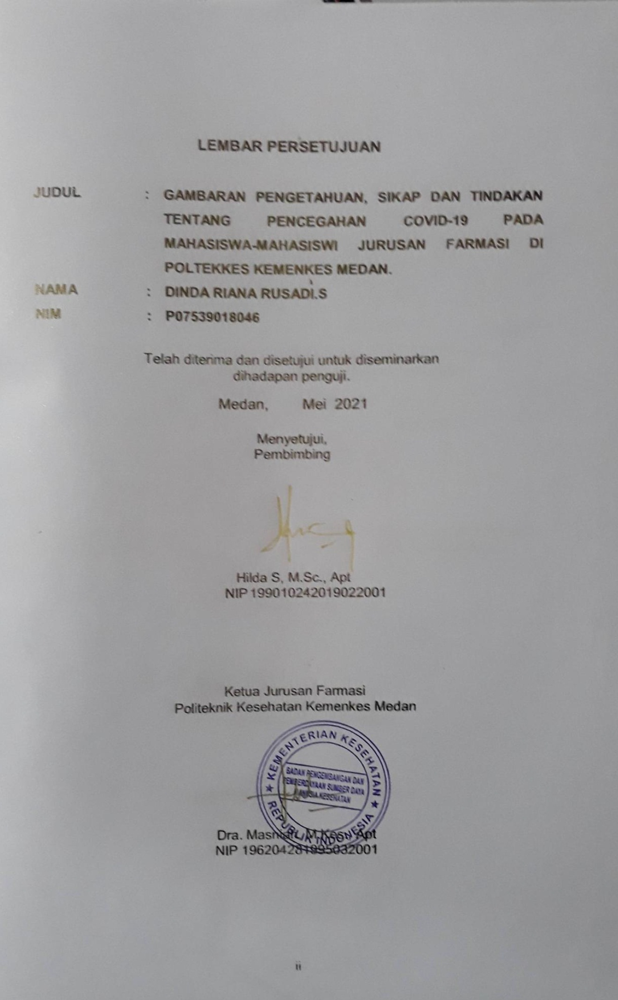 LEMBAR PERSETUJUAN
JUDUL : GAMBARAN PENGETAHUAN, SIKAP DAN TINDAKAN
TENTANG PENCEGAHAN COVID-19 PADA
MAHASISWA-MAHASISWI JURUSAN FARMASI DI
POLTEKKES KEMENKES MEDAN.
NAMA : DINDA RIANA RUSADI.S
NIM : P07539018046
Telah diterima dan disetujui untuk diseminarkan
dihadapan penguji.
Medan, Mei 2021
Menyetujui,
Pembimbing
Hilda S, M.Sc., Apt
NIP 199010242019022001
Ketua Jurusan Farmasi
Politeknik Kesehatan Kemenkes Medan
KEMENTERIAN KESEHATAN
BADAN PENGEMBANGAN DAN
PEMBERDAYAAN SUMBER DAYA
KESEHATAN
REPUBLIK INDONESIA
Dra. Masniah, M.Kes., Apt
NIP 196204281995032001
ii